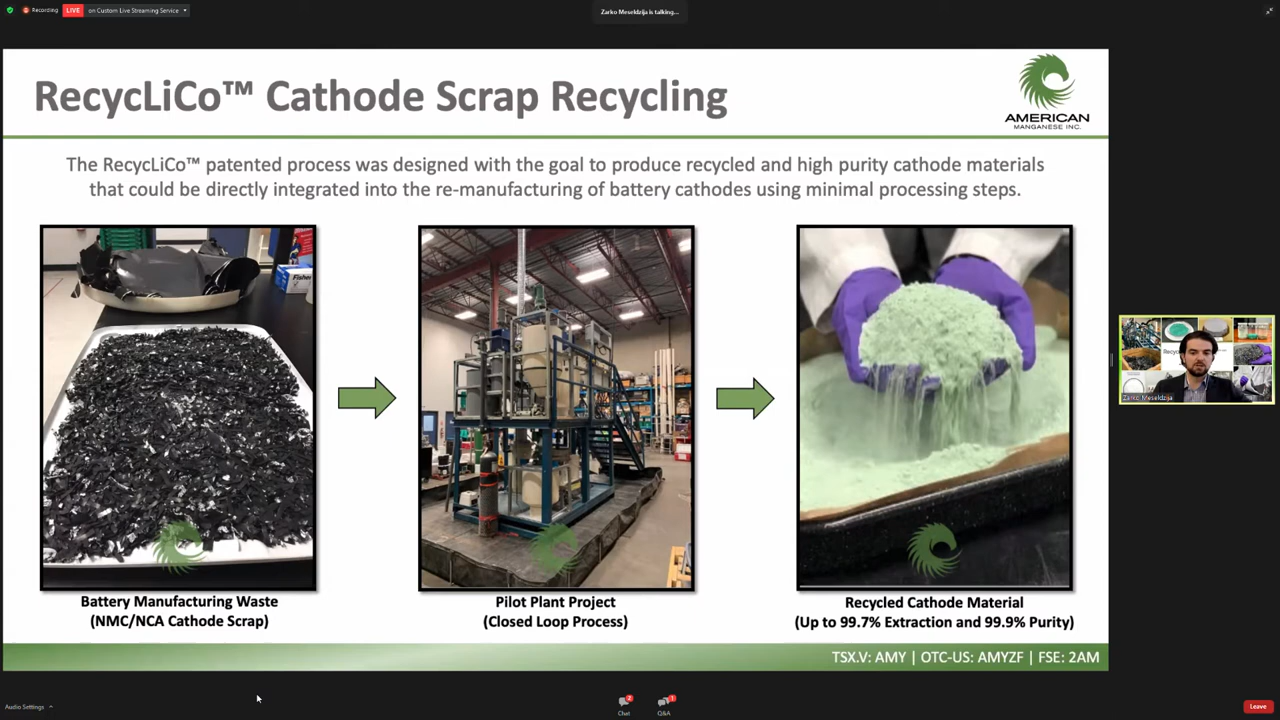 Recording
LIVE
on Custom Live Streaming Service
Zarko Meseldzija is talking...
RecycLiCo™ Cathode Scrap Recycling
AMERICAN
MANGANESE INC.
The RecycLiCo™ patented process was designed with the goal to produce recycled and high purity cathode materials
that could be directly integrated into the re-manufacturing of battery cathodes using minimal processing steps.
Fisher
Battery Manufacturing Waste
(NMC/NCA Cathode Scrap)
Pilot Plant Project
(Closed Loop Process)
Recycled Cathode Material
(Up to 99.7% Extraction and 99.9% Purity)
TSX.V: AMY | OTC-US: AMYZF | FSE: 2AM
Zarko Meseldzija
Audio Settings
2
Chat
1
Q&A
Leave